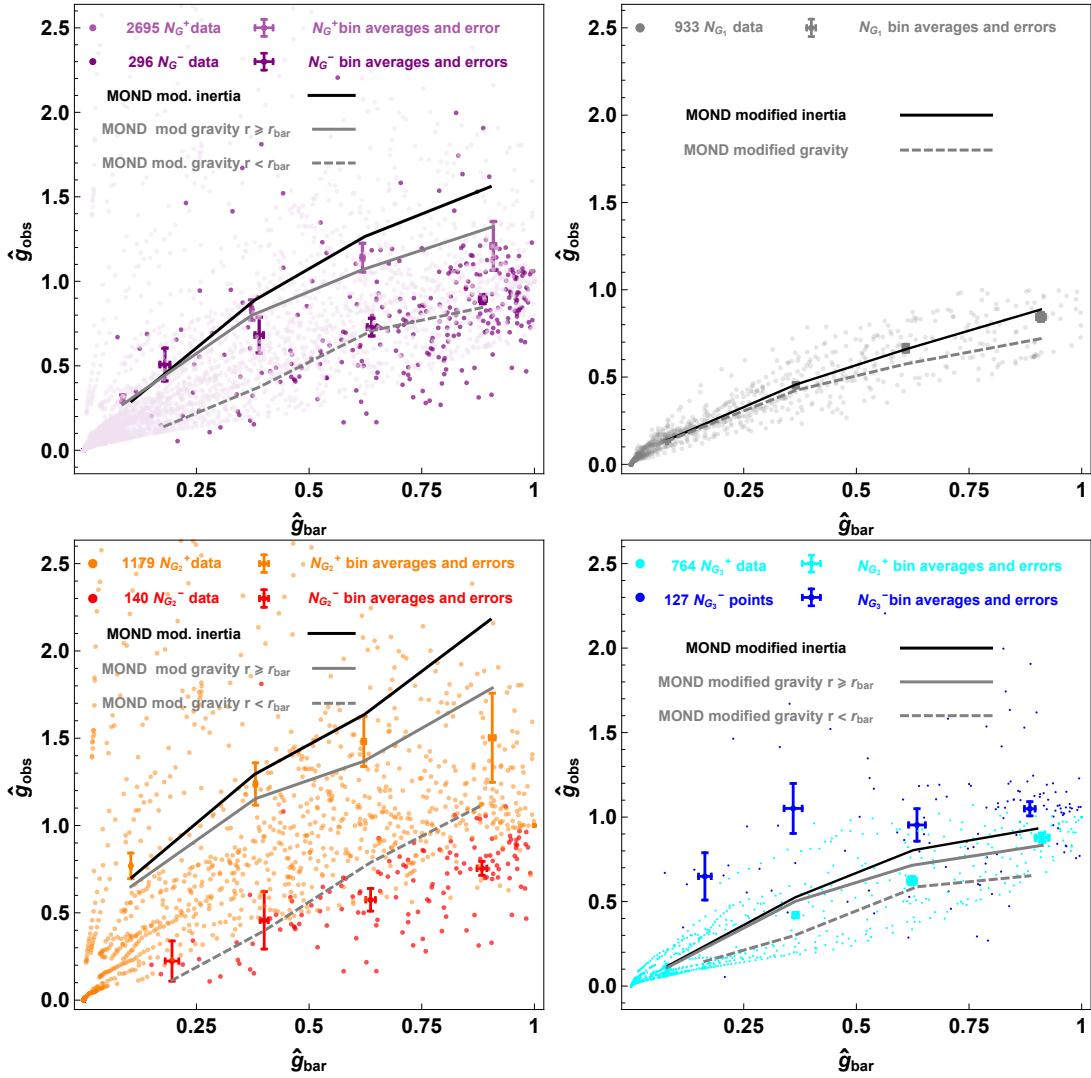 2695 N_G^+ data N_G^+ bin averages and error
296 N_G^- data N_G^- bin averages and errors
MOND mod. inertia
MOND mod gravity r ⩾ r_bar
MOND mod. gravity r < r_bar
2.5
2.0
1.5
1.0
0.5
0.0
ĝ_obs
0.25 0.5 0.75 1
ĝ_bar
933 N_G₁ data N_G₁ bin averages and errors
MOND modified inertia
MOND modified gravity
2.5
2.0
1.5
1.0
0.5
0.0
ĝ_obs
0.25 0.5 0.75 1
ĝ_bar
1179 N_G₂^+ data N_G₂^+ bin averages and errors
140 N_G₂^- data N_G₂^- bin averages and errors
MOND mod. inertia
MOND mod gravity r ⩾ r_bar
MOND mod. gravity r < r_bar
2.5
2.0
1.5
1.0
0.5
0.0
ĝ_obs
0.25 0.5 0.75 1
ĝ_bar
764 N_G₃^+ data N_G₃^+ bin averages and errors
127 N_G₃^- points N_G₃^- bin averages and errors
MOND modified inertia
MOND modified gravity r ⩾ r_bar
MOND modified gravity r < r_bar
2.5
2.0
1.5
1.0
0.5
0.0
ĝ_obs
0.25 0.5 0.75 1
ĝ_bar